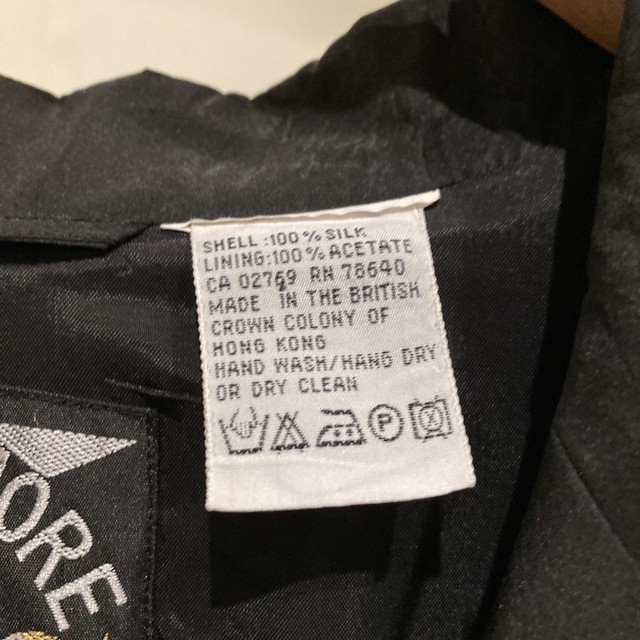 SHELL:100% SILK
LINING:100% ACETATE
CA 02769 RN 78640
MADE IN THE BRITISH
CROWN COLONY OF
HONG KONG
HAND WASH/HANG DRY
OR DRY CLEAN
P
ORE